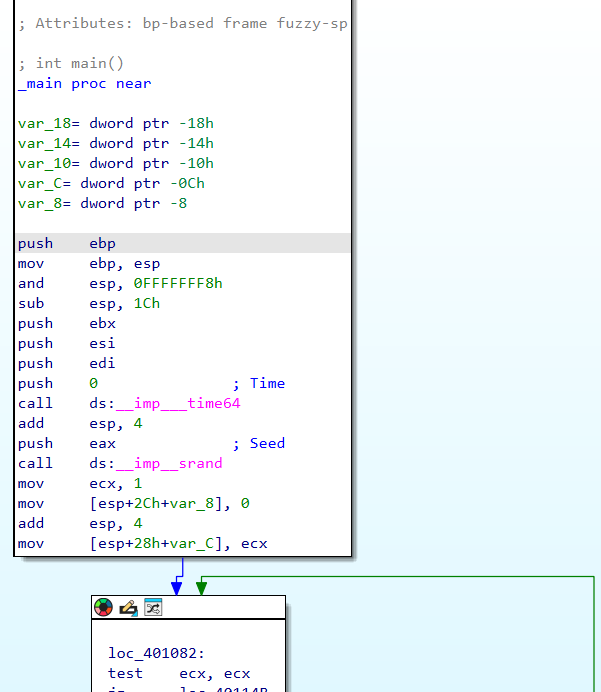 ; Attributes: bp-based frame fuzzy-sp
; int main()
_main proc near
var_18= dword ptr -18h
var_14= dword ptr -14h
var_10= dword ptr -10h
var_C= dword ptr -0Ch
var_8= dword ptr -8
push    ebp
mov     ebp, esp
and     esp, 0FFFFFFF8h
sub     esp, 1Ch
push    ebx
push    esi
push    edi
push    0               ; Time
call    ds:__imp___time64
add     esp, 4
push    eax             ; Seed
call    ds:__imp__srand
mov     ecx, 1
mov     [esp+2Ch+var_8], 0
add     esp, 4
mov     [esp+28h+var_C], ecx
loc_401082:
test    ecx, ecx